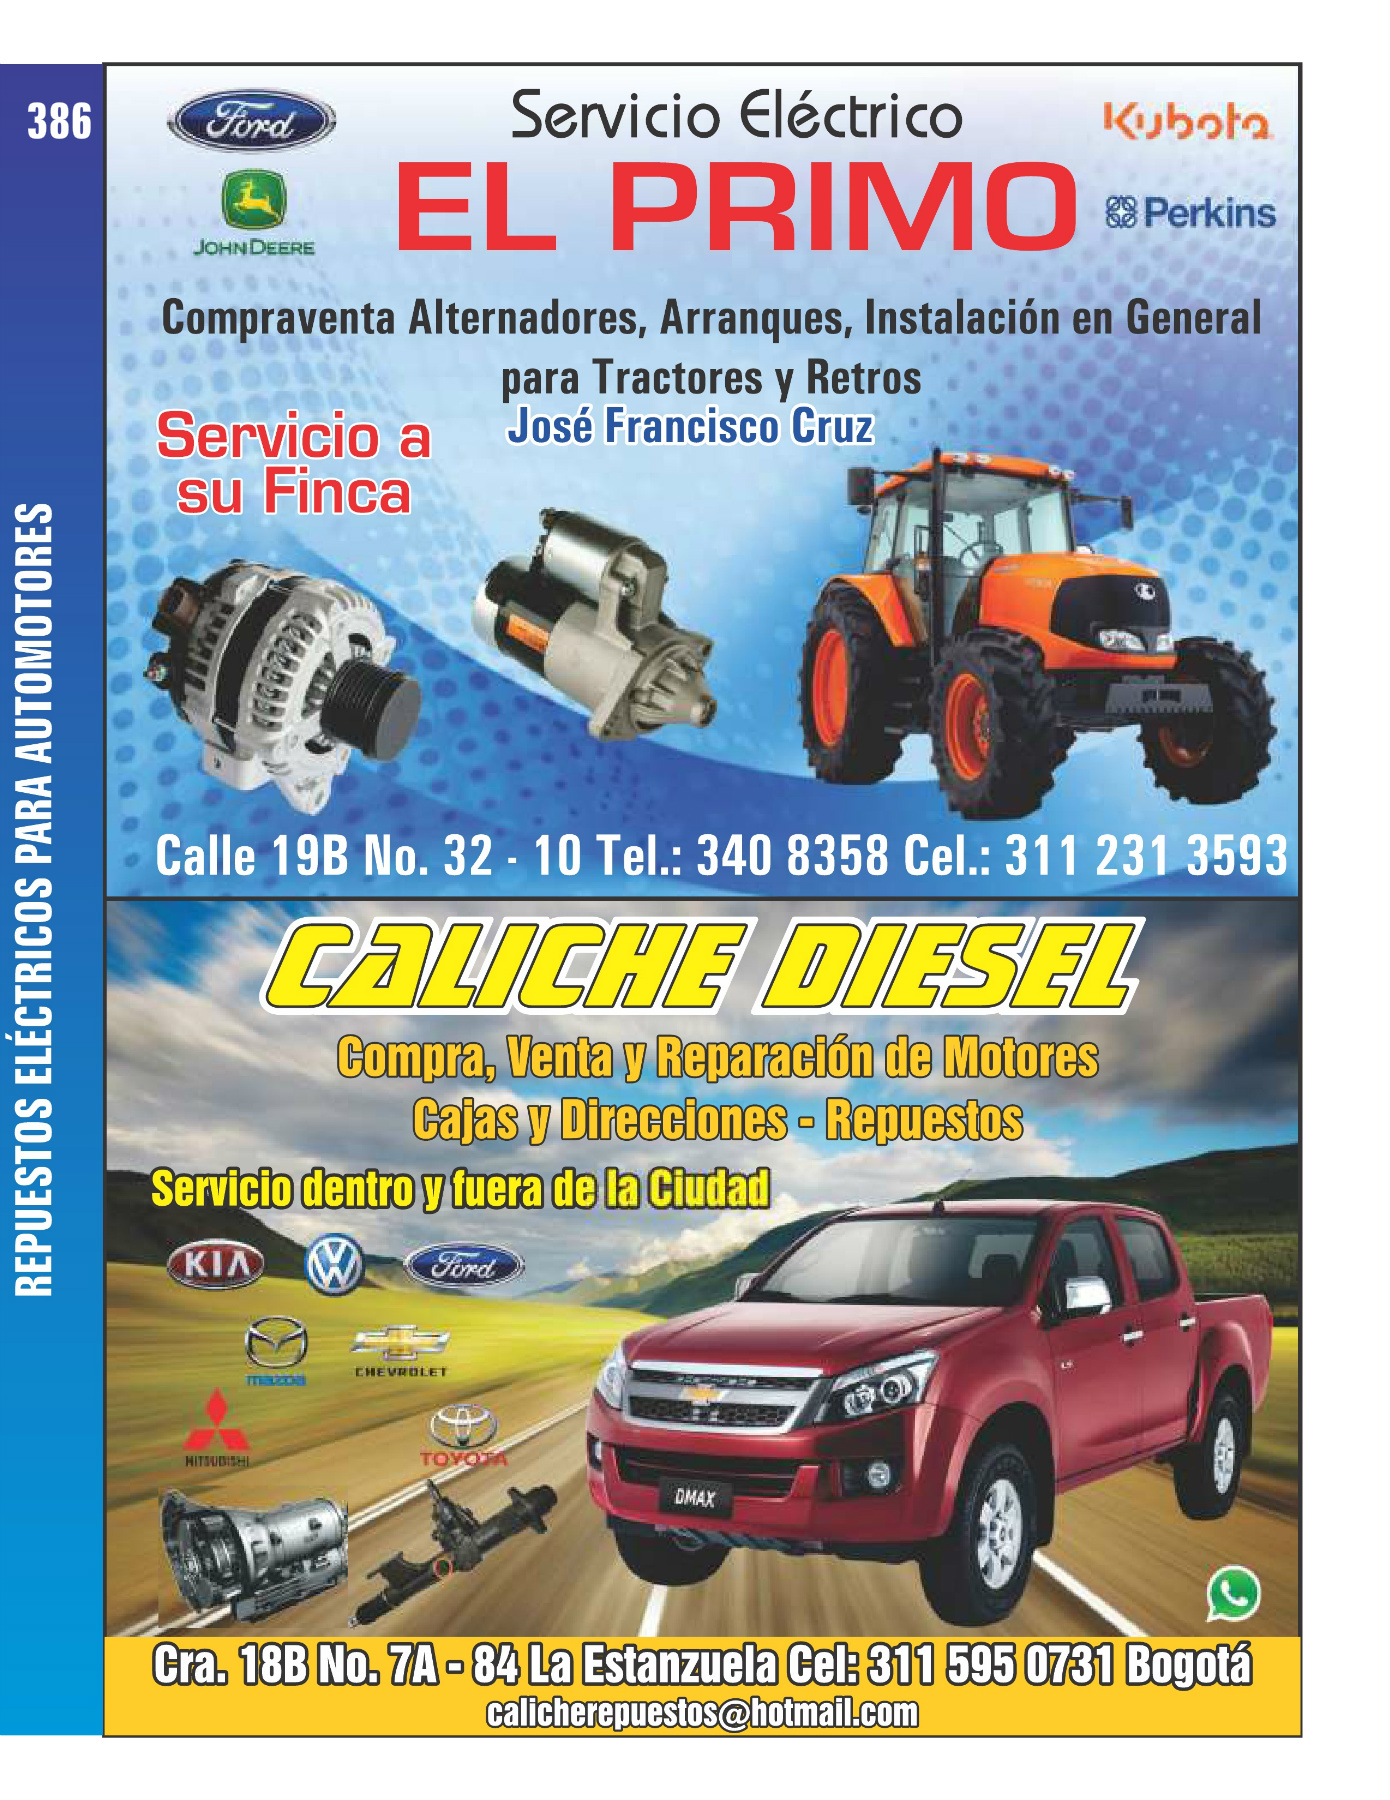 386
REPUESTOS ELÉCTRICOS PARA AUTOMOTORES
Ford
Servicio Eléctrico
Kubota
JOHN DEERE
EL PRIMO
Perkins
Compraventa Alternadores, Arranques, Instalación en General
para Tractores y Retros
José Francisco Cruz
Servicio a
su Finca
Calle 19B No. 32 - 10 Tel.: 340 8358 Cel.: 311 231 3593
CALICHE DIESEL
Compra, Venta y Reparación de Motores
Cajas y Direcciones - Repuestos
Servicio dentro y fuera de la Ciudad
KIA
Ford
mazda
CHEVROLET
MITSUBISHI
TOYOTA
DMAX
LS
Cra. 18B No. 7A - 84 La Estanzuela Cel: 311 595 0731 Bogotá
calicherepuestos@hotmail.com